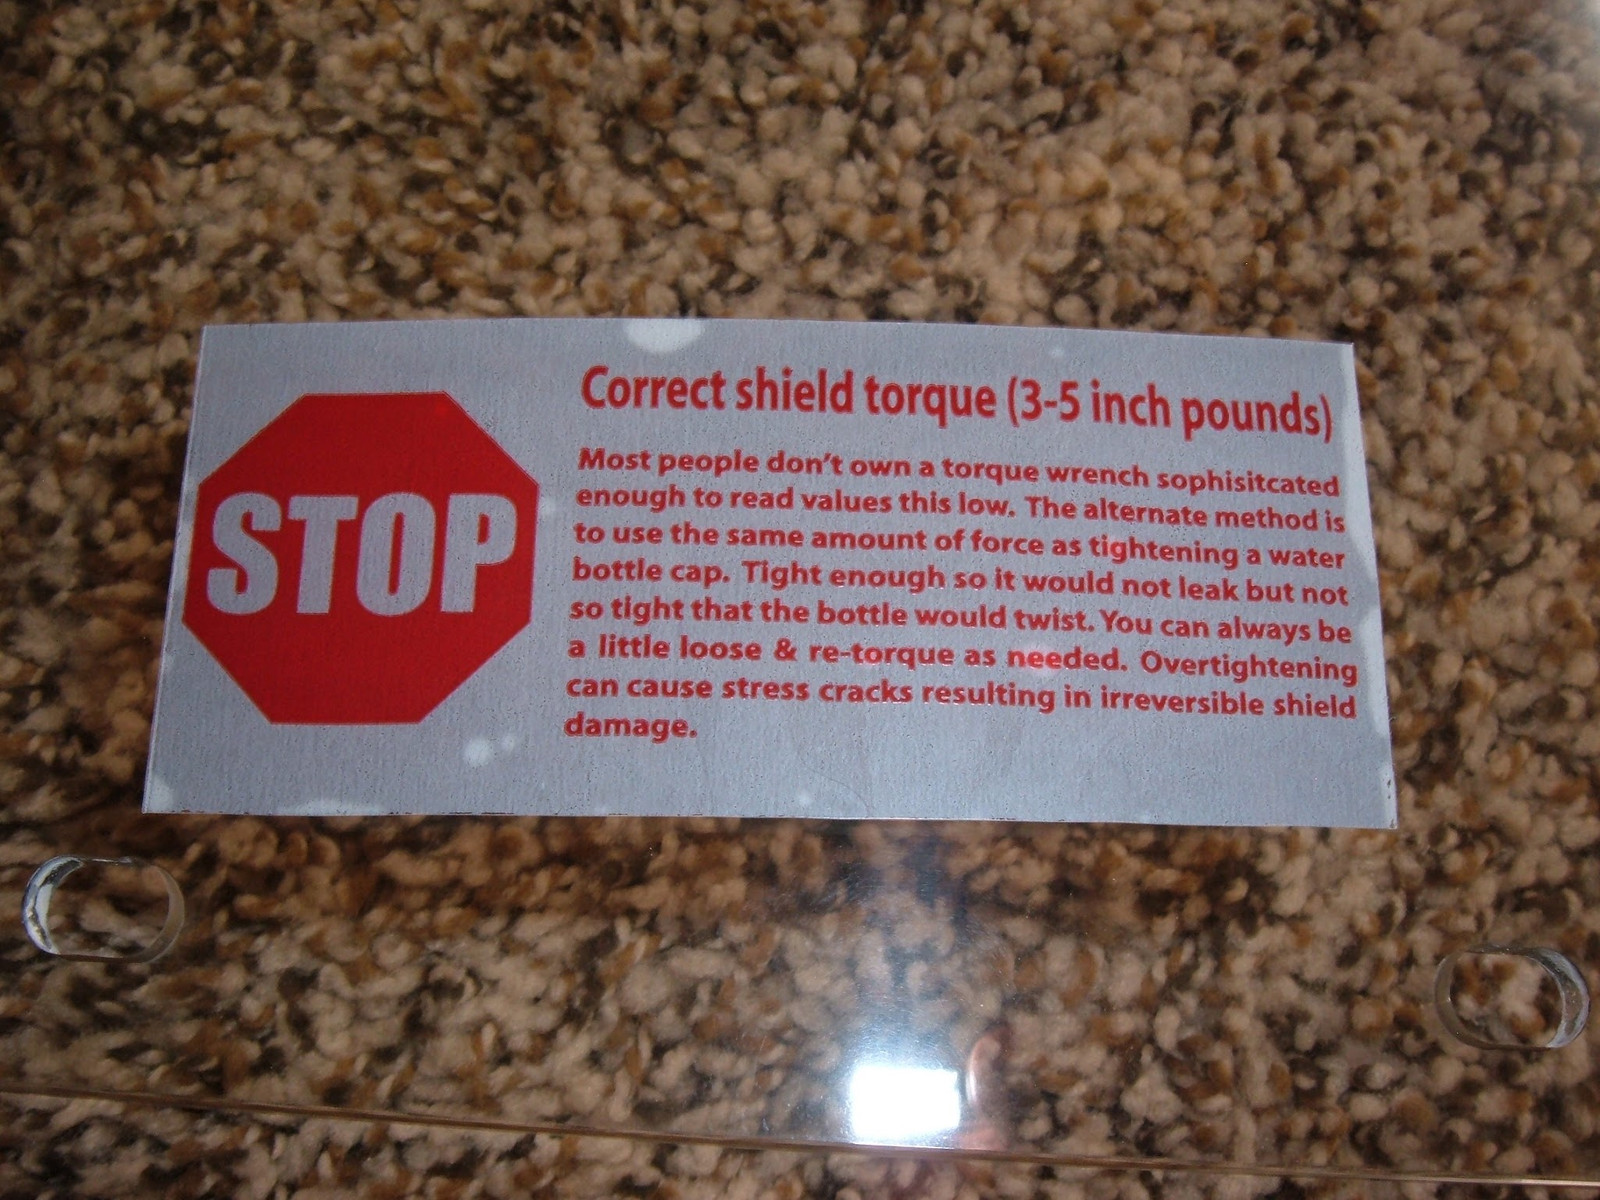 STOP
Correct shield torque (3-5 inch pounds)
Most people don't own a torque wrench sophisitcated
enough to read values this low. The alternate method is
to use the same amount of force as tightening a water
bottle cap. Tight enough so it would not leak but not
so tight that the bottle would twist. You can always be
a little loose & re-torque as needed. Overtightening
can cause stress cracks resulting in irreversible shield
damage.